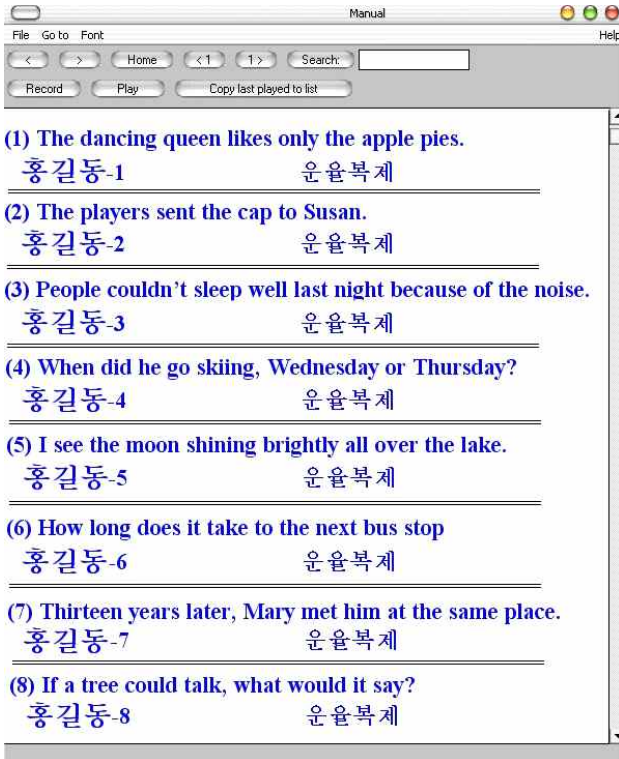 Manual
File Go to Font Help
< > Home < 1 1 > Search:
Record Play Copy last played to list
(1) The dancing queen likes only the apple pies.
홍길동-1 운율복제
(2) The players sent the cap to Susan.
홍길동-2 운율복제
(3) People couldn't sleep well last night because of the noise.
홍길동-3 운율복제
(4) When did he go skiing, Wednesday or Thursday?
홍길동-4 운율복제
(5) I see the moon shining brightly all over the lake.
홍길동-5 운율복제
(6) How long does it take to the next bus stop
홍길동-6 운율복제
(7) Thirteen years later, Mary met him at the same place.
홍길동-7 운율복제
(8) If a tree could talk, what would it say?
홍길동-8 운율복제